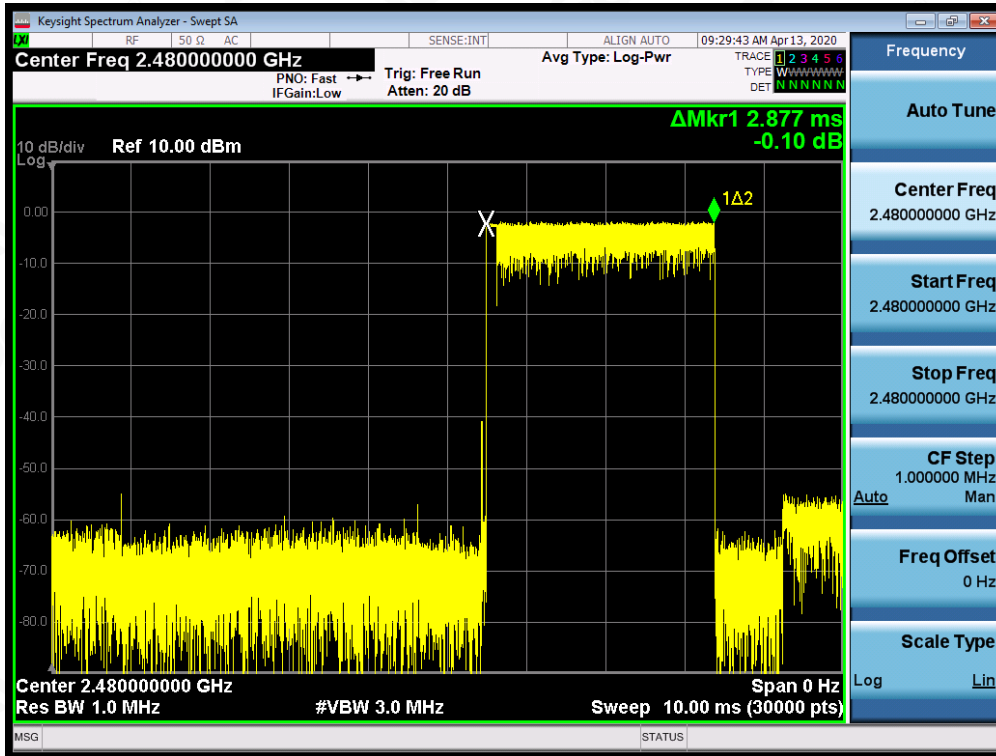 Keysight Spectrum Analyzer - Swept SA
LXI RF 50 Ω AC SENSE:INT ALIGN AUTO 09:29:43 AM Apr 13, 2020
Center Freq 2.480000000 GHz
PNO: Fast
IFGain:Low
Trig: Free Run
Atten: 20 dB
Avg Type: Log-Pwr
TRACE 1 2 3 4 5 6
TYPE WWWWWW
DET N N N N N N
ΔMkr1 2.877 ms
-0.10 dB
10 dB/div Ref 10.00 dBm
Log
1Δ2
0.00
-10.0
-20.0
-30.0
-40.0
-50.0
-60.0
-70.0
-80.0
Center 2.480000000 GHz Span 0 Hz
Res BW 1.0 MHz #VBW 3.0 MHz Sweep 10.00 ms (30000 pts)
MSG STATUS
Frequency
Auto Tune
Center Freq
2.480000000 GHz
Start Freq
2.480000000 GHz
Stop Freq
2.480000000 GHz
CF Step
1.000000 MHz
Auto Man
Freq Offset
0 Hz
Scale Type
Log Lin